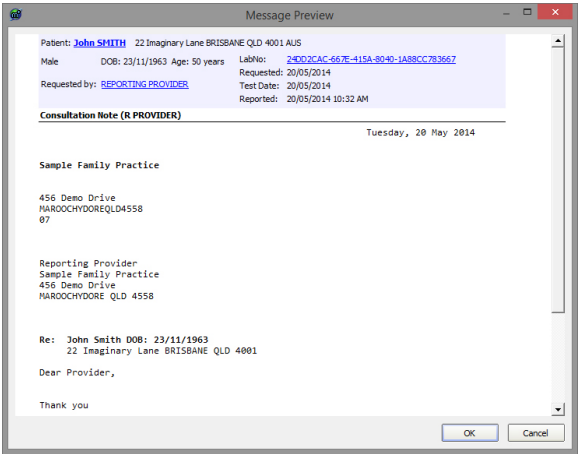 Message Preview
Patient: John SMITH 22 Imaginary Lane BRISBANE QLD 4001 AUS
Male DOB: 23/11/1963 Age: 50 years LabNo: 24DD2CAC-667E-415A-8040-1A88CC783667
Requested: 20/05/2014
Requested by: REPORTING PROVIDER Test Date: 20/05/2014
Reported: 20/05/2014 10:32 AM
Consultation Note (R PROVIDER)
Tuesday, 20 May 2014
Sample Family Practice
456 Demo Drive
MAROOCHYDOREQLD4558
07
Reporting Provider
Sample Family Practice
456 Demo Drive
MAROOCHYDORE QLD 4558
Re: John Smith DOB: 23/11/1963
22 Imaginary Lane BRISBANE QLD 4001
Dear Provider,
Thank you
OK Cancel